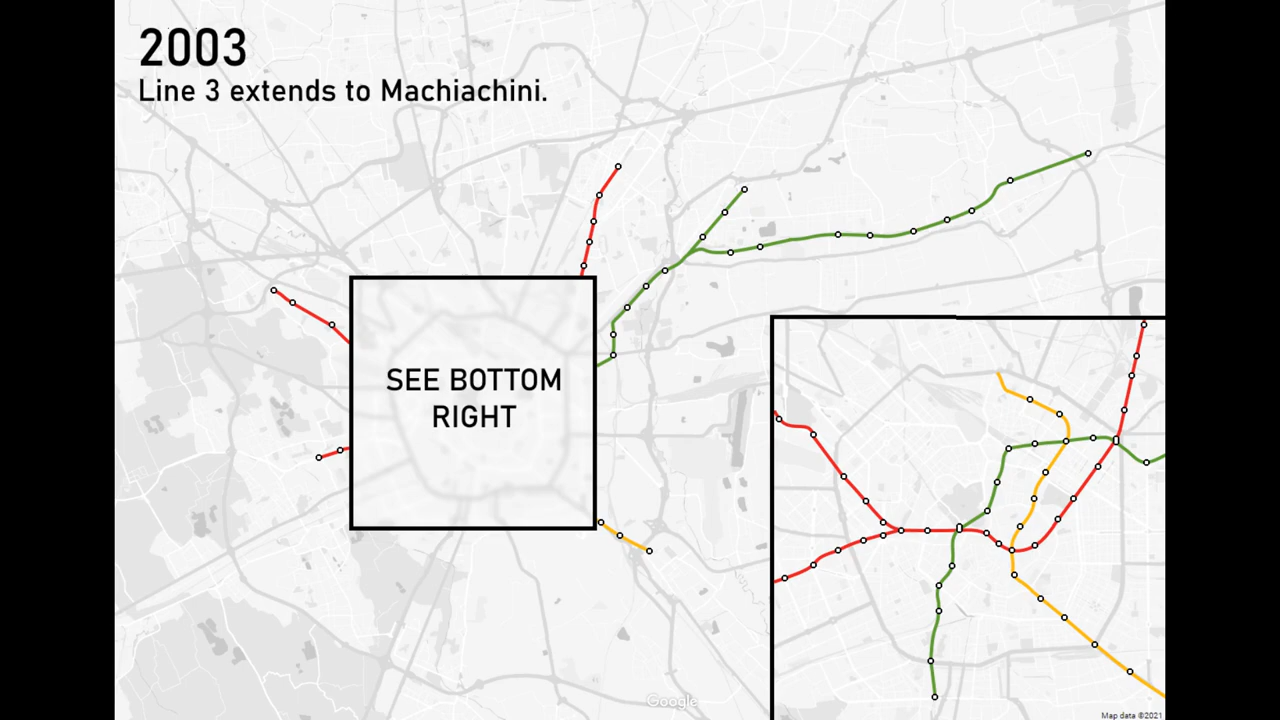 2003
Line 3 extends to Machiachini.
SEE BOTTOM
RIGHT
Google
Map data ©2021